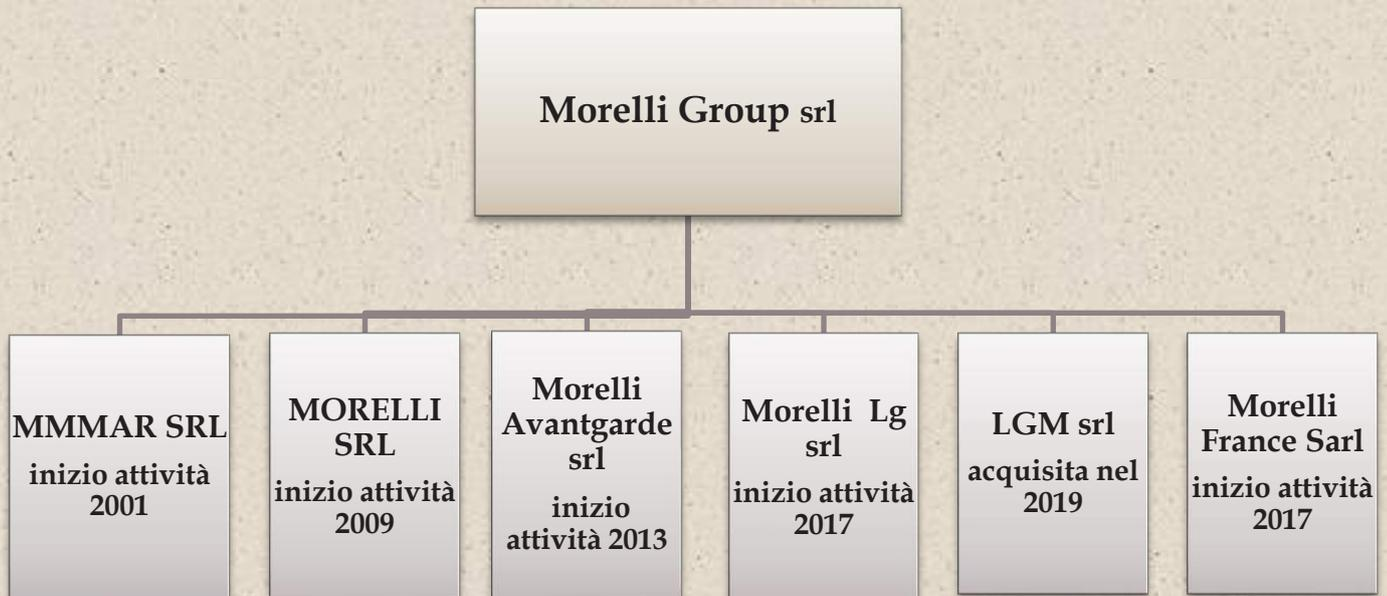 Morelli Group srl
MMMAR SRL
inizio attività
2001
MORELLI
SRL
inizio attività
2009
Morelli
Avantgarde
srl
inizio
attività 2013
Morelli Lg
srl
inizio attività
2017
LGM srl
acquisita nel
2019
Morelli
France Sarl
inizio attività
2017